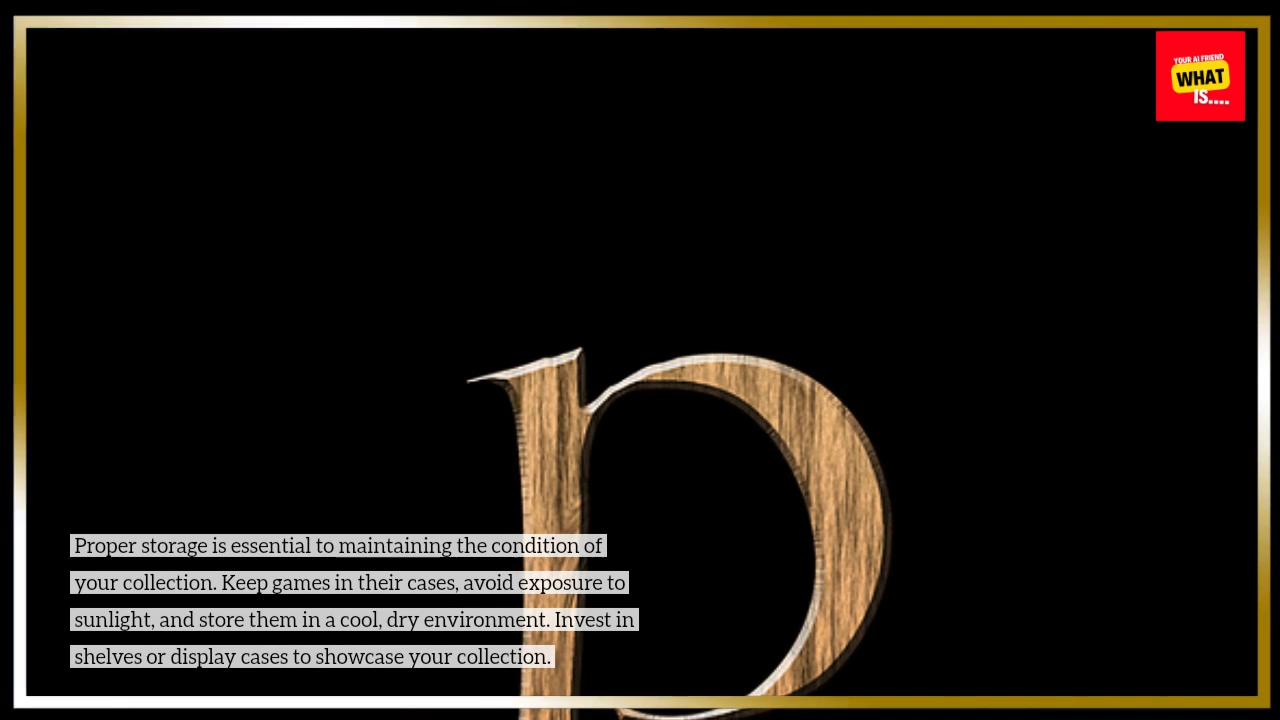 YOUR AI FRIEND
WHAT
IS....
p
Proper storage is essential to maintaining the condition of
your collection. Keep games in their cases, avoid exposure to
sunlight, and store them in a cool, dry environment. Invest in
shelves or display cases to showcase your collection.